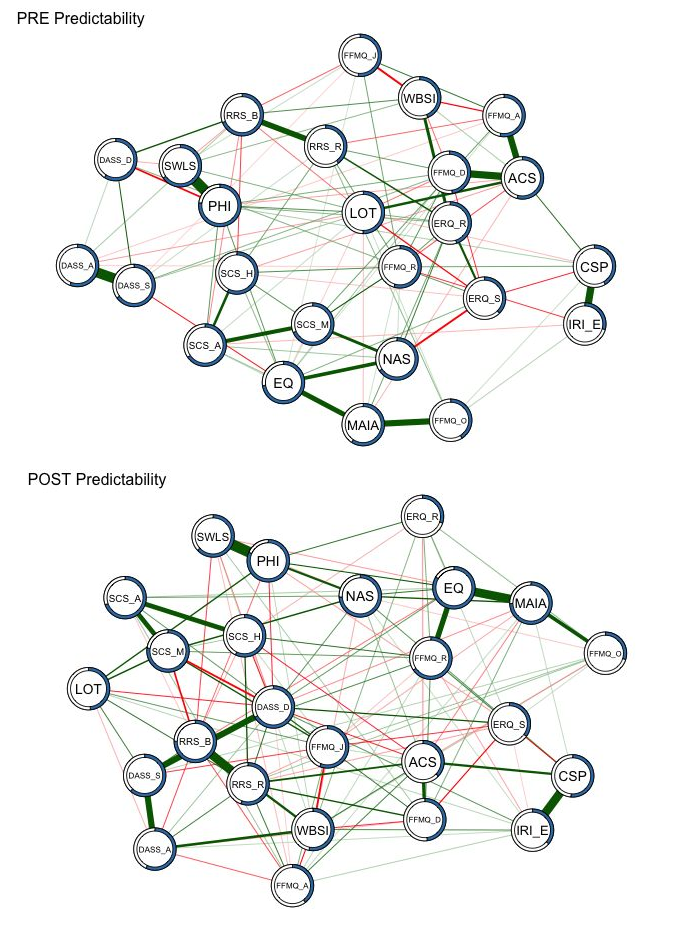 PRE Predictability
FFMQ_J
WBSI
FFMQ_A
RRS_B
RRS_R
DASS_D
SWLS
FFMQ_D
ACS
PHI
LOT
ERQ_R
DASS_A
DASS_S
SCS_H
FFMQ_R
CSP
ERQ_S
IRI_E
SCS_M
SCS_A
NAS
EQ
MAIA
FFMQ_O
POST Predictability
ERQ_R
SWLS
PHI
EQ
NAS
MAIA
SCS_A
SCS_H
SCS_M
FFMQ_R
FFMQ_O
LOT
DASS_D
ERQ_S
RRS_B
FFMQ_J
ACS
DASS_S
CSP
RRS_R
FFMQ_D
WBSI
IRI_E
DASS_A
FFMQ_A